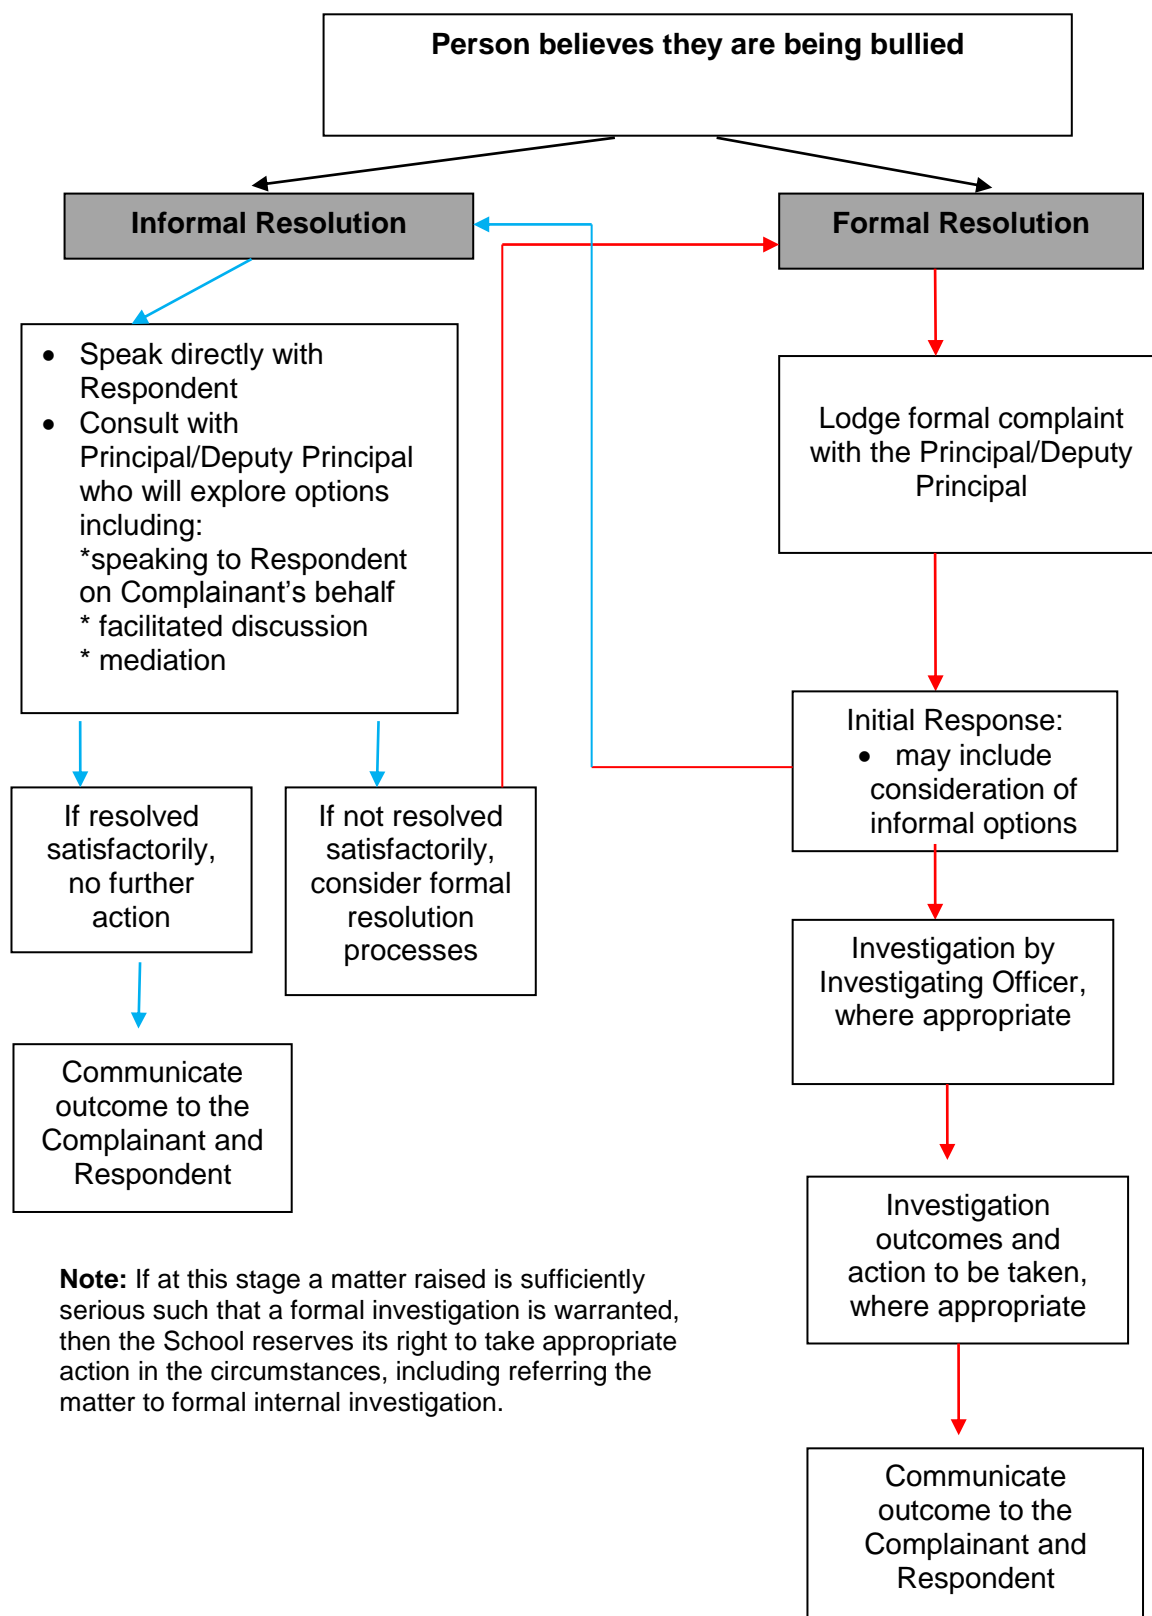 Person believes they are being bullied
Informal Resolution
Formal Resolution
• Speak directly with
Respondent
• Consult with
Principal/Deputy Principal
who will explore options
including:
*speaking to Respondent
on Complainant’s behalf
* facilitated discussion
* mediation
Lodge formal complaint
with the Principal/Deputy
Principal
Initial Response:
• may include
consideration of
informal options
If resolved
satisfactorily,
no further
action
If not resolved
satisfactorily,
consider formal
resolution
processes
Investigation by
Investigating Officer,
where appropriate
Communicate
outcome to the
Complainant and
Respondent
Investigation
outcomes and
action to be taken,
where appropriate
Note: If at this stage a matter raised is sufficiently
serious such that a formal investigation is warranted,
then the School reserves its right to take appropriate
action in the circumstances, including referring the
matter to formal internal investigation.
Communicate
outcome to the
Complainant and
Respondent